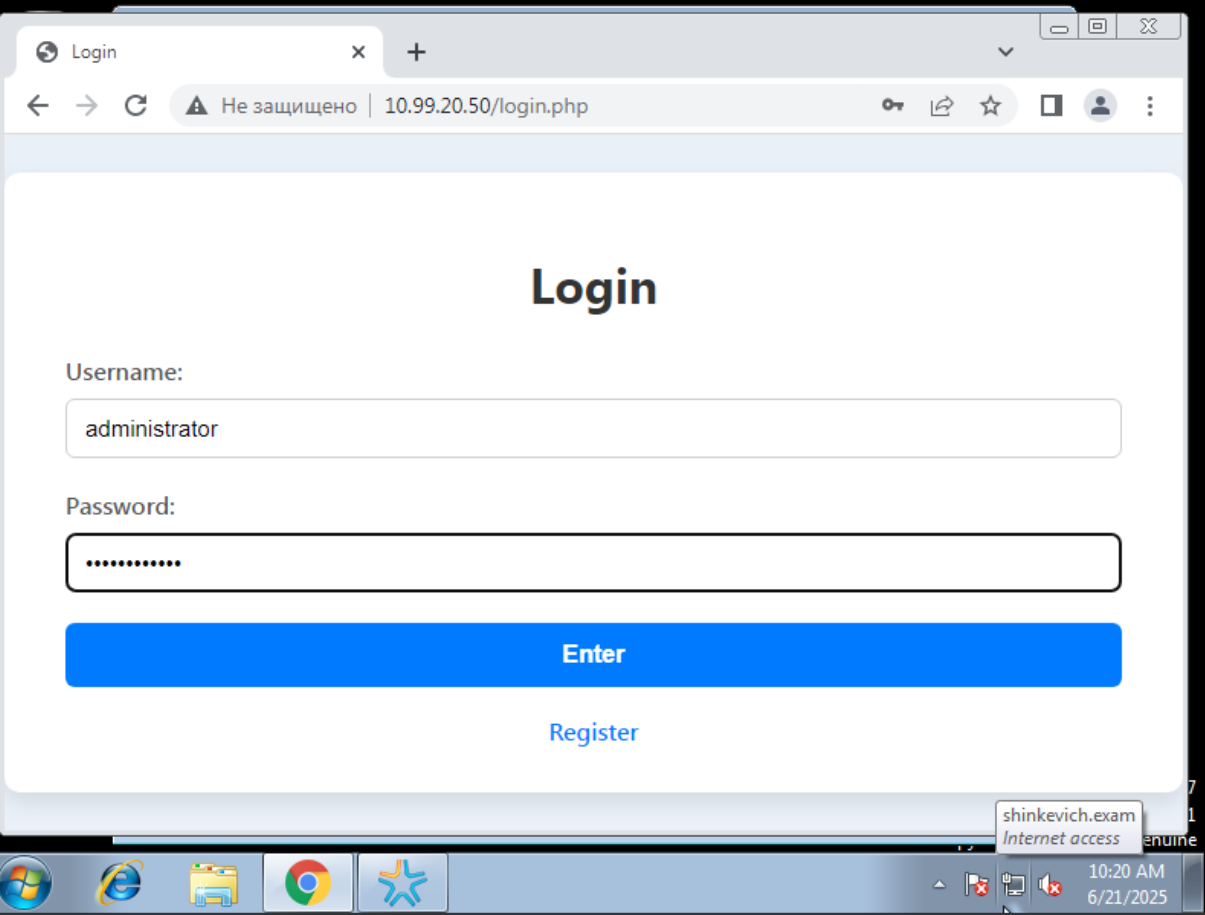 Login
Не защищено
10.99.20.50/login.php
Login
Username:
administrator
Password:
••••••••••••
Enter
Register
7
shinkevich.exam
1
Internet access
enuine
10:20 AM
6/21/2025